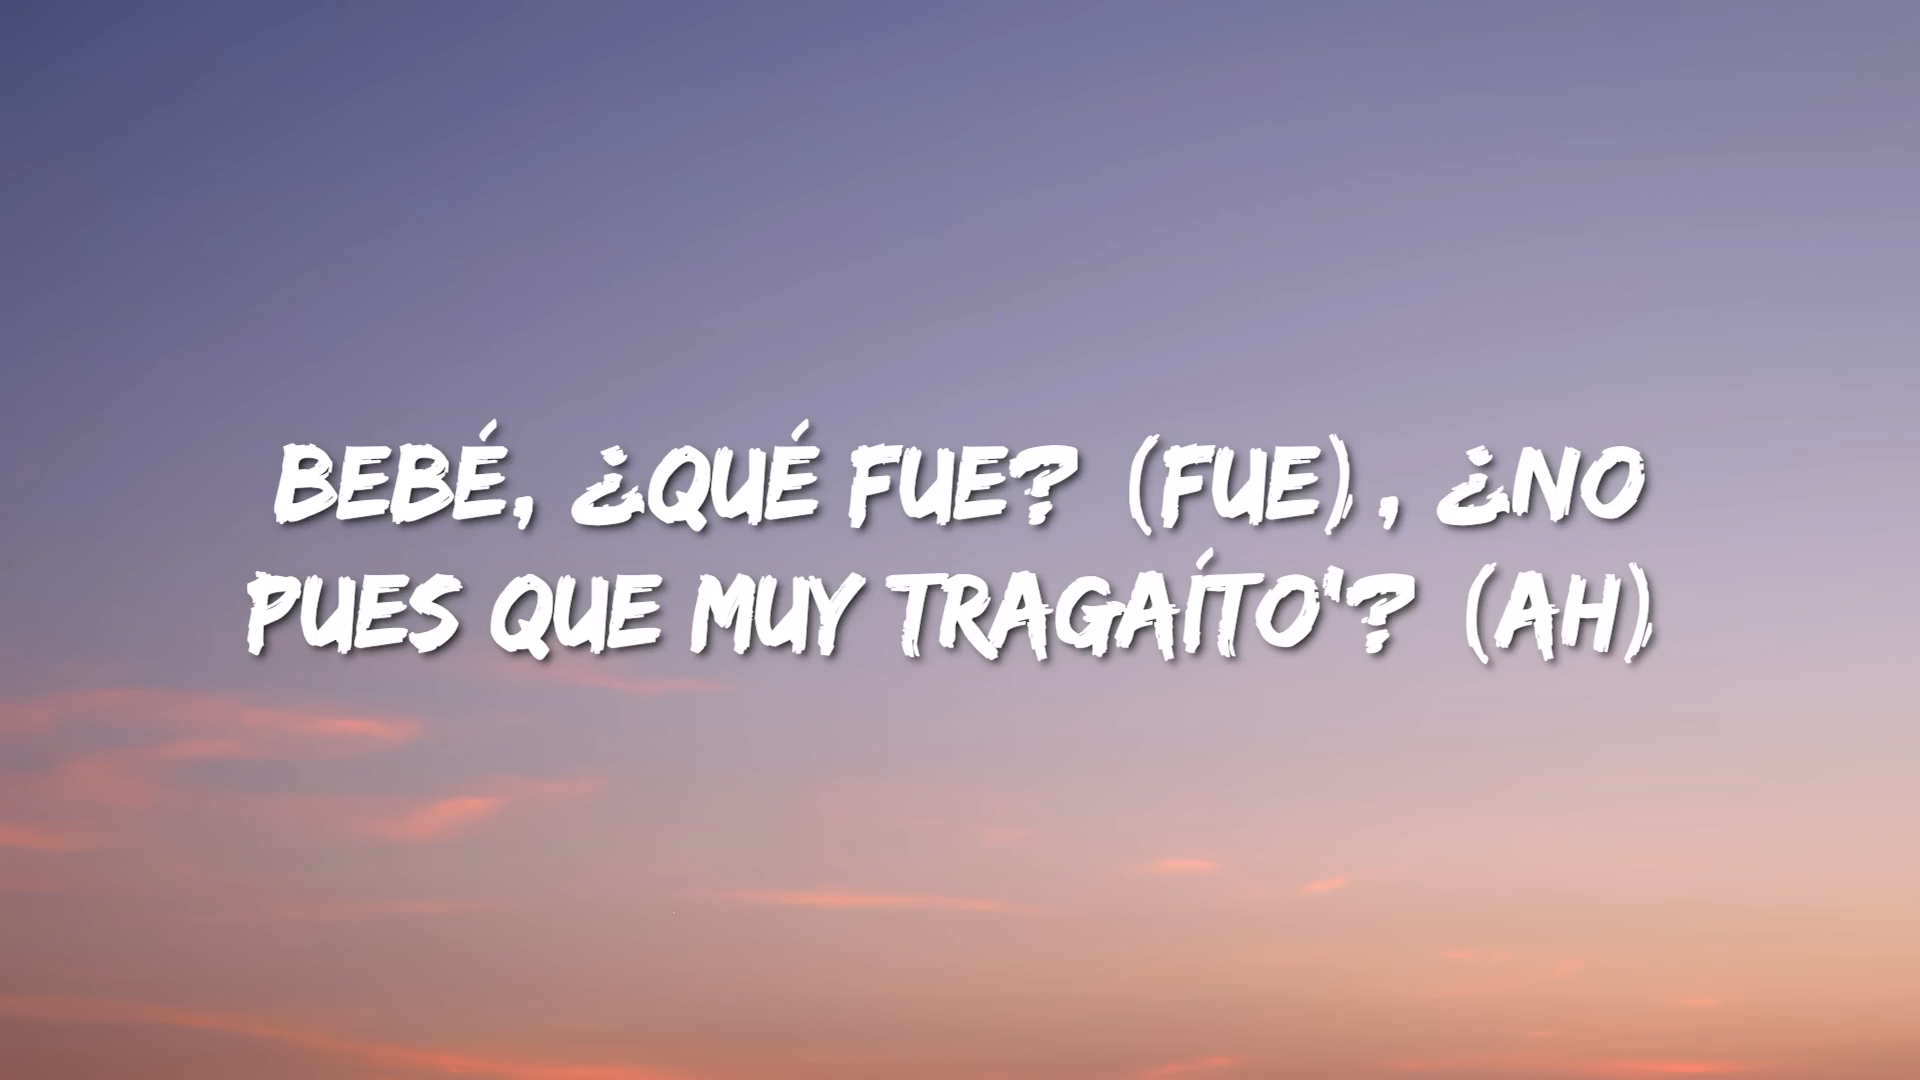 BEBÉ, ¿QUÉ FUE? (FUE), ¿NO
PUES QUE MUY TRAGAÍTO'? (AH)